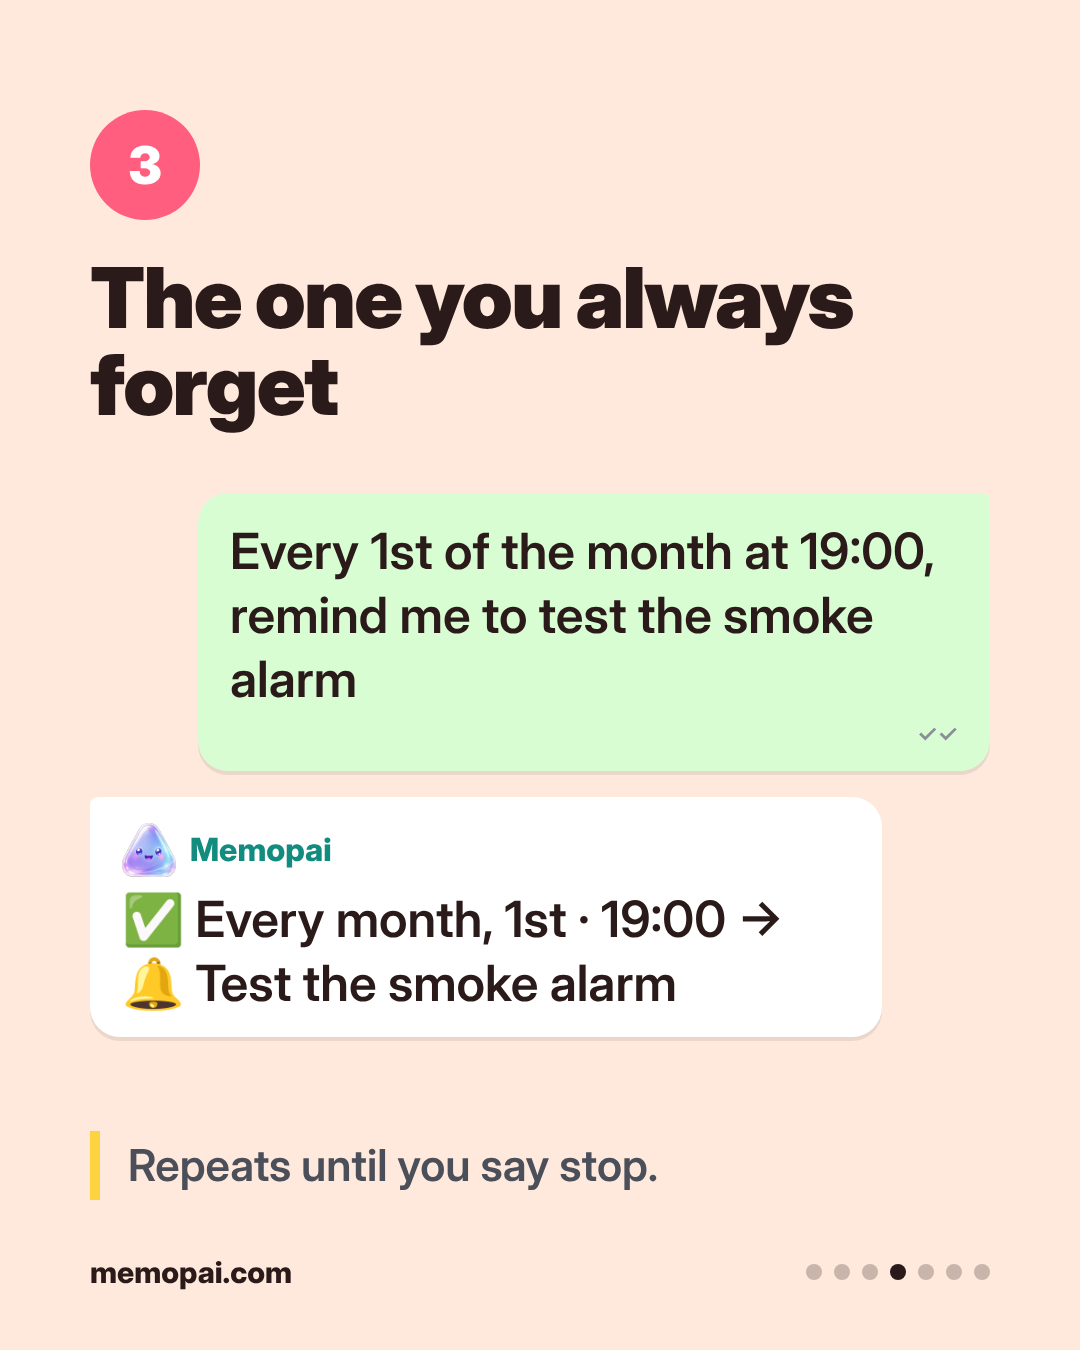 3
The one you always
forget
Every 1st of the month at 19:00,
remind me to test the smoke
alarm
Memopai
✅ Every month, 1st · 19:00 →
🔔 Test the smoke alarm
Repeats until you say stop.
memopai.com